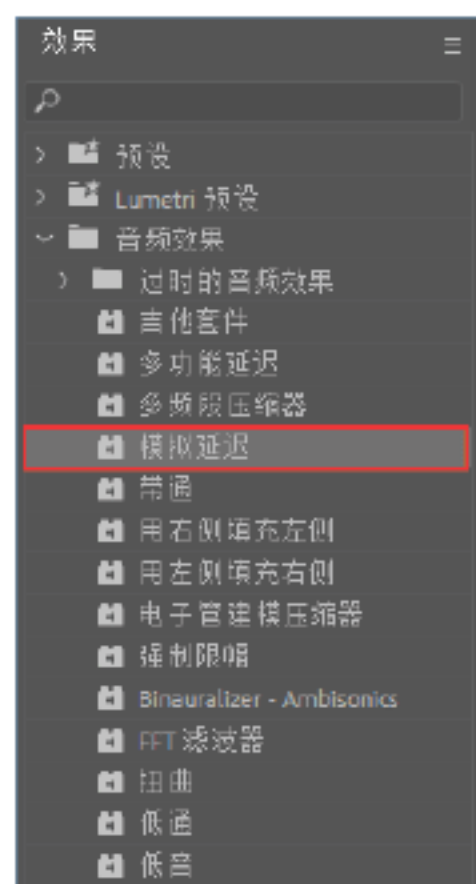 效果
预设
Lumetri 预设
音频效果
过时的音频效果
吉他套件
多功能延迟
多频段压缩器
模拟延迟
带通
用右侧填充左侧
用左侧填充右侧
电子管建模压缩器
强制限幅
Binauralizer - Ambisonics
FFT 滤波器
扭曲
低通
低音